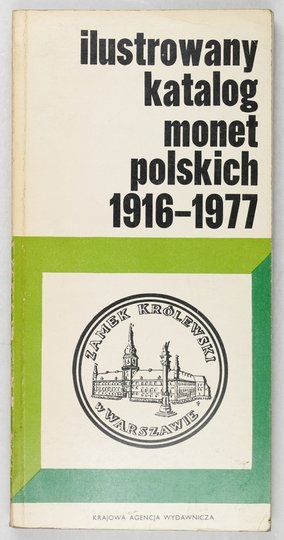 ilustrowany
katalog
monet
polskich
1916-1977
ZAMEK KRÓLEWSKI
w WARSZAWIE
KRAJOWA AGENCJA WYDAWNICZA